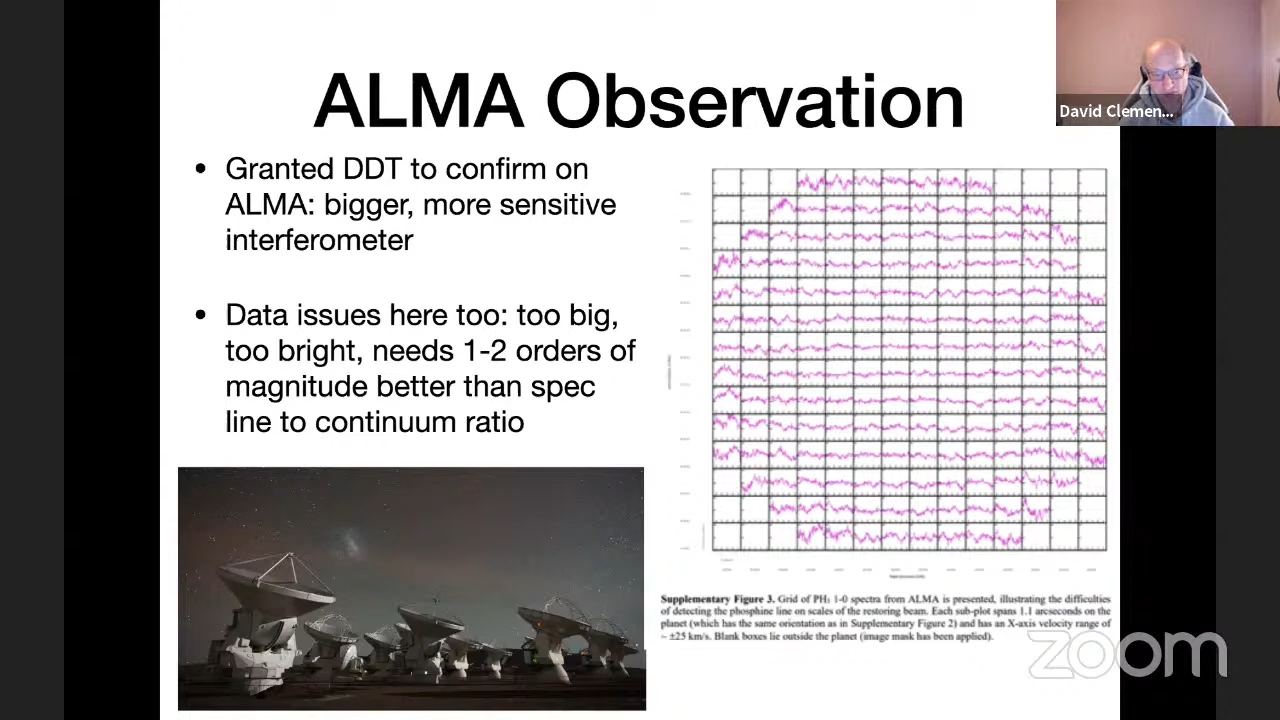 ALMA Observation
David Clemen...
• Granted DDT to confirm on
ALMA: bigger, more sensitive
interferometer
• Data issues here too: too big,
too bright, needs 1-2 orders of
magnitude better than spec
line to continuum ratio
Supplementary Figure 3. Grid of PH₃ 1-0 spectra from ALMA is presented, illustrating the difficulties
of detecting the phosphine line on scales of the restoring beam. Each sub-plot spans 1.1 arcseconds on the
planet (which has the same orientation as in Supplementary Figure 2) and has an X-axis velocity range of
~ ±25 km/s. Blank boxes lie outside the planet (image mask has been applied).
zoom